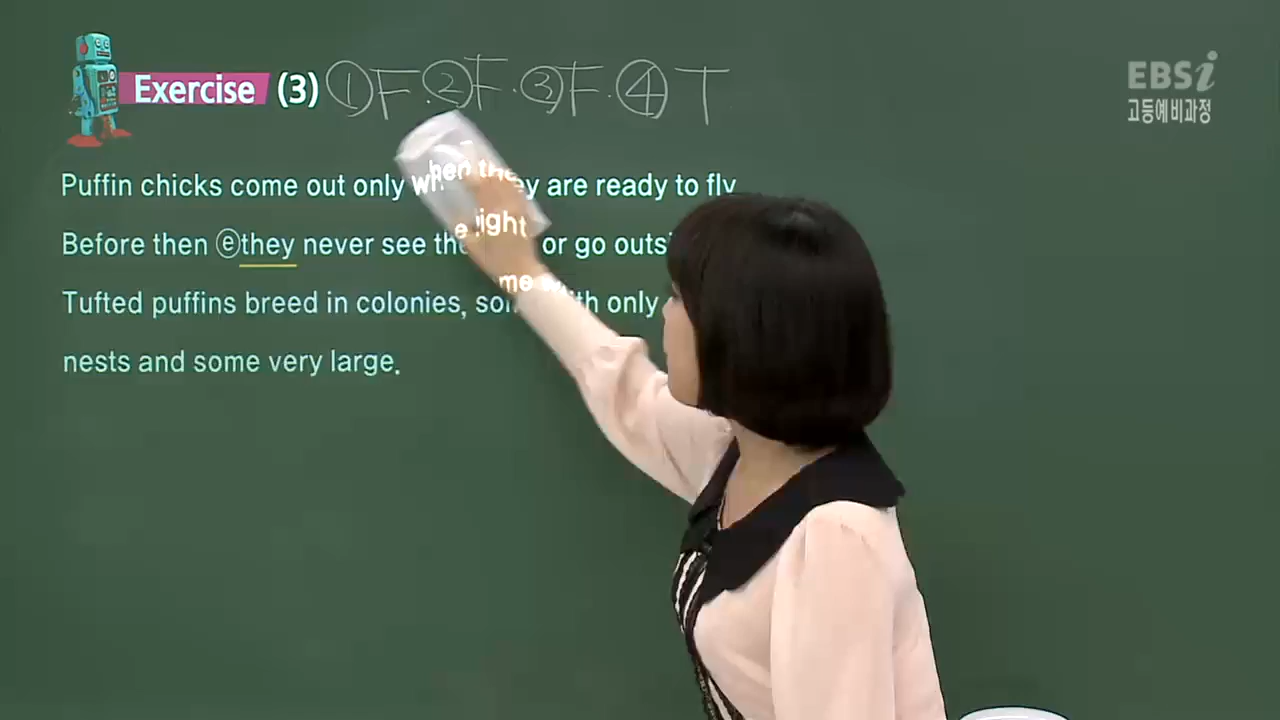 Exercise (3) ①F. ②F. ③F. ④T
EBSi
고등예비과정
Puffin chicks come out only when they are ready to fly
Before then ⓔthey never see the light or go outsi
Tufted puffins breed in colonies, some with only
nests and some very large.